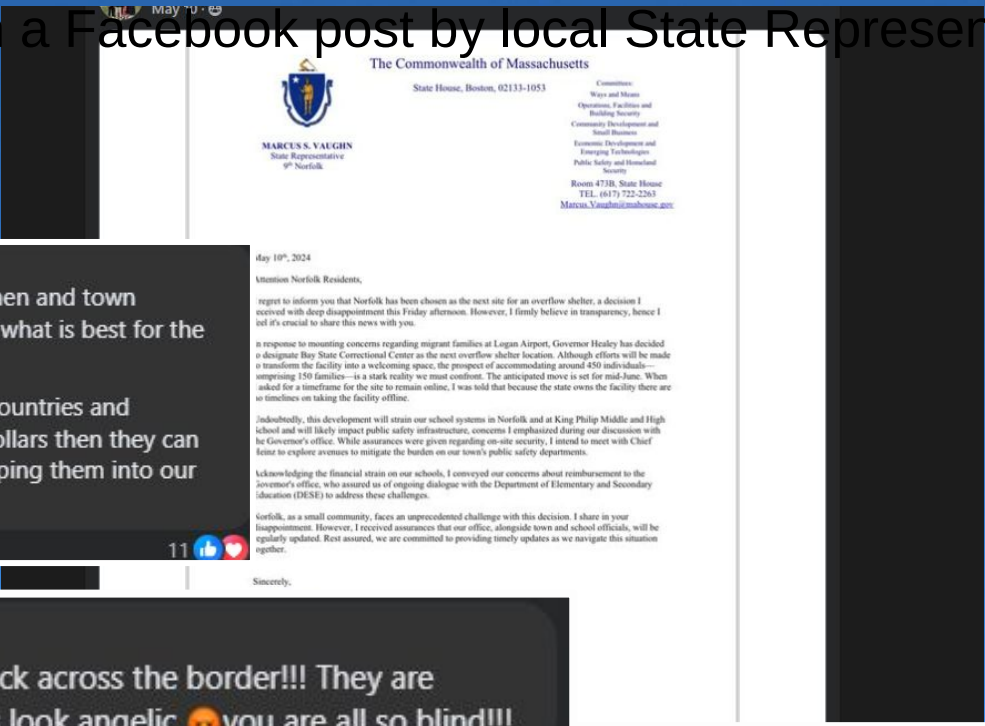 May 10
a Facebook post by local State Represen
The Commonwealth of Massachusetts
State House, Boston, 02133-1053
MARCUS S. VAUGHN
State Representative
9th Norfolk
Committees:
Ways and Means
Operations, Facilities and
Building Security
Community Development and
Small Business
Economic Development and
Emerging Technologies
Public Safety and Homeland
Security
Room 473B, State House
TEL. (617) 722-2263
Marcus.Vaughn@mahouse.gov
May 10th, 2024
Attention Norfolk Residents,
regret to inform you that Norfolk has been chosen as the next site for an overflow shelter, a decision I
eceived with deep disappointment this Friday afternoon. However, I firmly believe in transparency, hence I
eel it's crucial to share this news with you.
n response to mounting concerns regarding migrant families at Logan Airport, Governor Healey has decided
o designate Bay State Correctional Center as the next overflow shelter location. Although efforts will be made
o transform the facility into a welcoming space, the prospect of accommodating around 450 individuals—
omprising 150 families—is a stark reality we must confront. The anticipated move is set for mid-June. When
asked for a timeframe for the site to remain online, I was told that because the state owns the facility there are
no timelines on taking the facility offline.
Undoubtedly, this development will strain our school systems in Norfolk and at King Philip Middle and High
School and will likely impact public safety infrastructure, concerns I emphasized during our discussion with
he Governor's office. While assurances were given regarding on-site security, I intend to meet with Chief
Heinz to explore avenues to mitigate the burden on our town's public safety departments.
Acknowledging the financial strain on our schools, I conveyed our concerns about reimbursement to the
Governor's office, who assured us of ongoing dialogue with the Department of Elementary and Secondary
Education (DESE) to address these challenges.
Norfolk, as a small community, faces an unprecedented challenge with this decision. I share in your
disappointment. However, I received assurances that our office, alongside town and school officials, will be
egularly updated. Rest assured, we are committed to providing timely updates as we navigate this situation
ogether.
Sincerely,
en and town
what is best for the
ountries and
ollars then they can
ping them into our
11
ck across the border!!! They are
look angelic 😡you are all so blind!!!